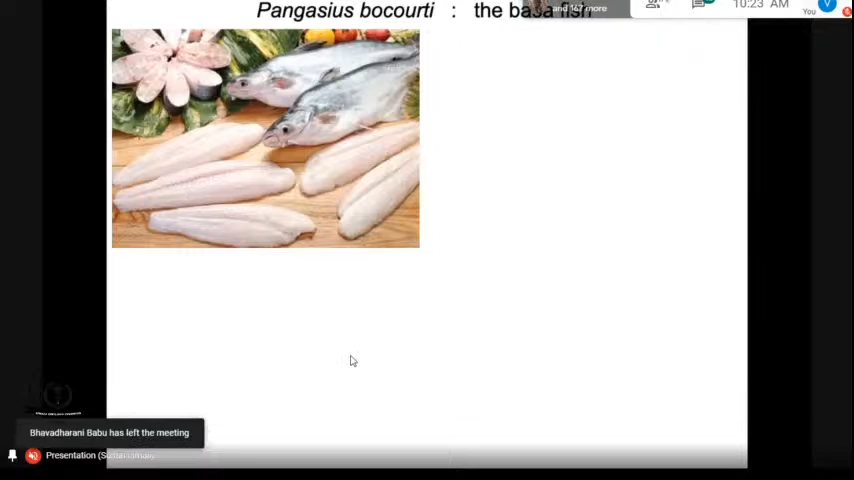 Pangasius bocourti : the basa fish
and 167 more
10:23 AM
You
Bhavadharani Babu has left the meeting
Presentation